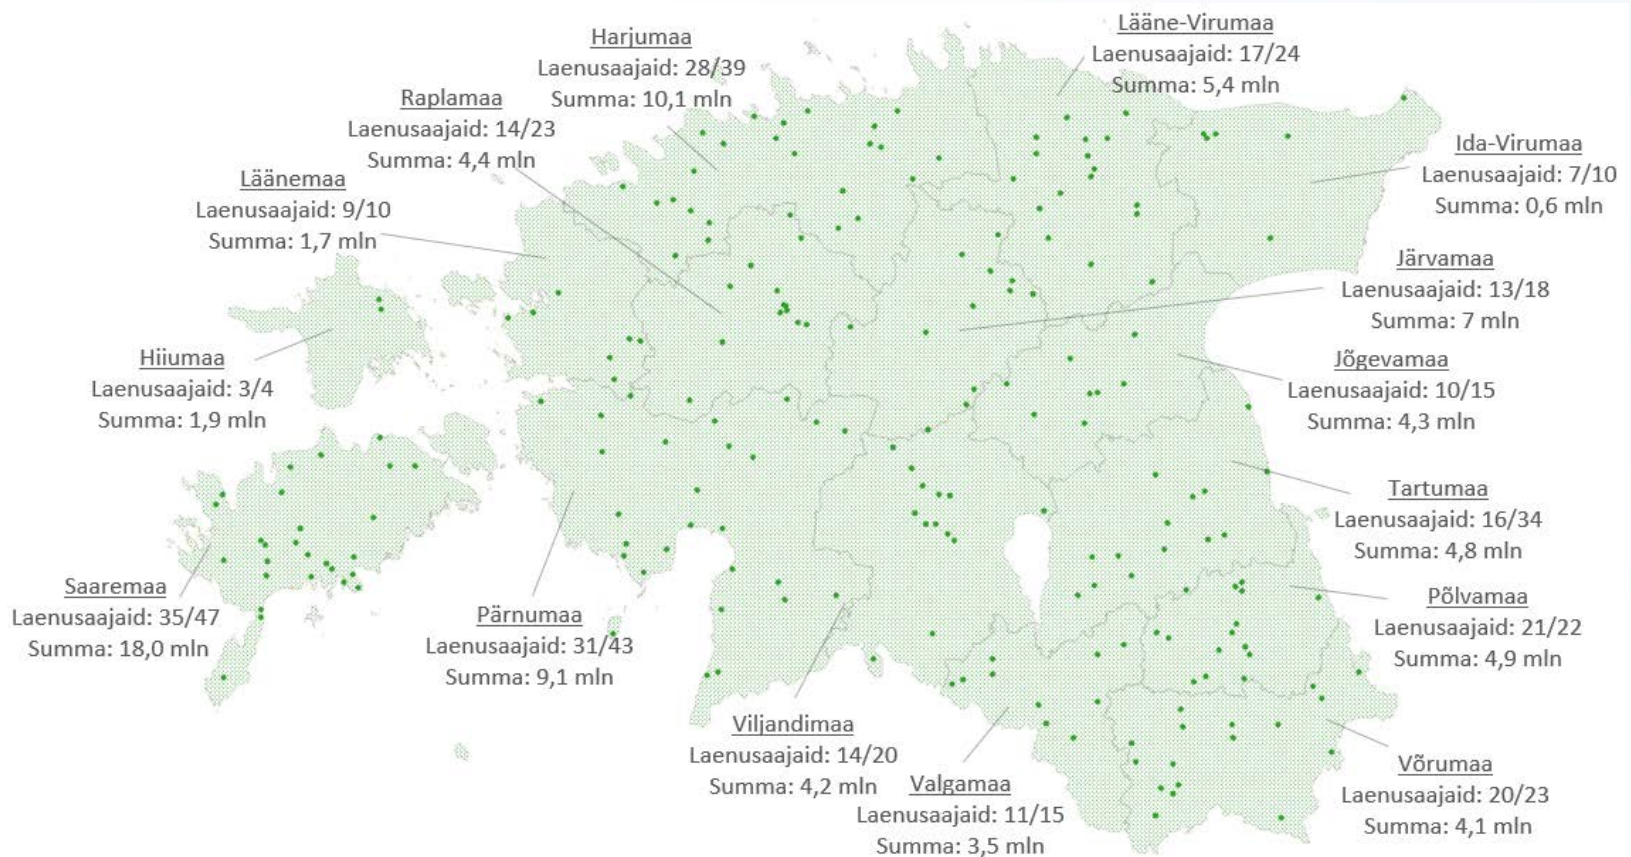 Lääne-Virumaa
Laenusaajaid: 17/24
Summa: 5,4 mln
Harjumaa
Laenusaajaid: 28/39
Summa: 10,1 mln
Raplamaa
Laenusaajaid: 14/23
Summa: 4,4 mln
Ida-Virumaa
Laenusaajaid: 7/10
Summa: 0,6 mln
Läänemaa
Laenusaajaid: 9/10
Summa: 1,7 mln
Järvamaa
Laenusaajaid: 13/18
Summa: 7 mln
Hiiumaa
Laenusaajaid: 3/4
Summa: 1,9 mln
Jõgevamaa
Laenusaajaid: 10/15
Summa: 4,3 mln
Tartumaa
Laenusaajaid: 16/34
Summa: 4,8 mln
Saaremaa
Laenusaajaid: 35/47
Summa: 18,0 mln
Pärnumaa
Laenusaajaid: 31/43
Summa: 9,1 mln
Põlvamaa
Laenusaajaid: 21/22
Summa: 4,9 mln
Viljandimaa
Laenusaajaid: 14/20
Summa: 4,2 mln
Valgamaa
Laenusaajaid: 11/15
Summa: 3,5 mln
Võrumaa
Laenusaajaid: 20/23
Summa: 4,1 mln